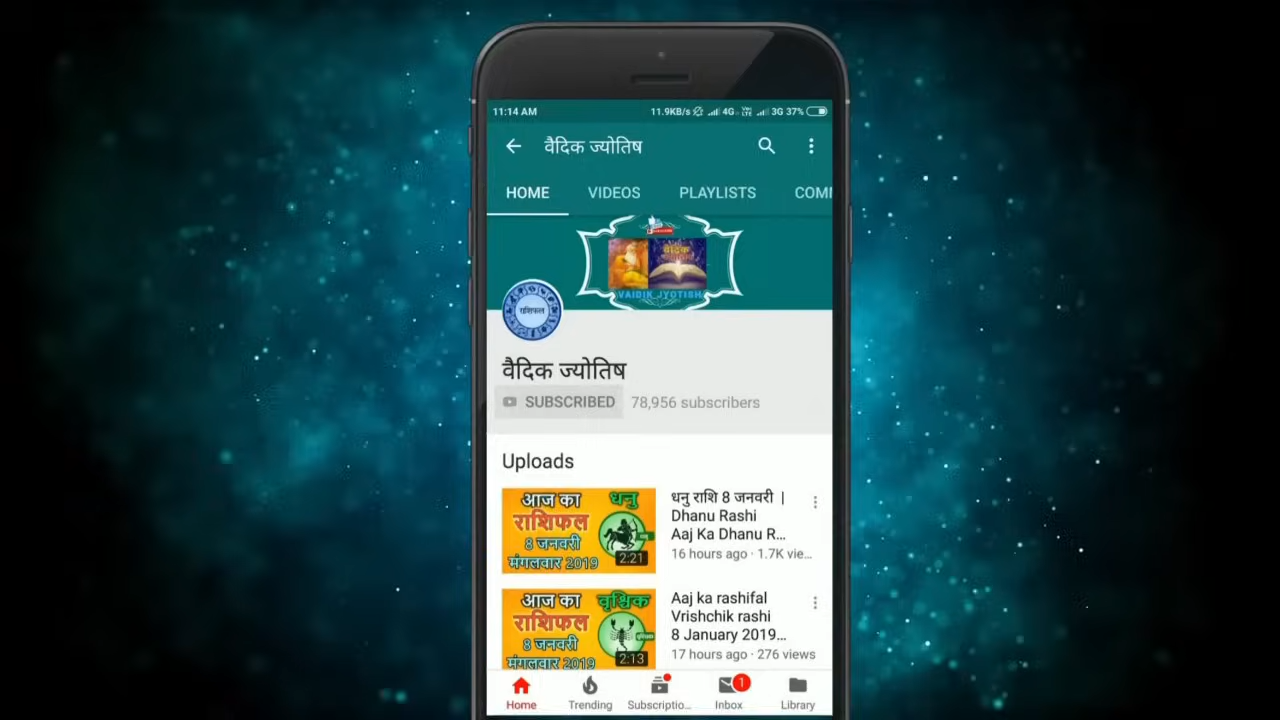 11:14 AM
11.9KB/s 4G VoLTE 3G 37%
वैदिक ज्योतिष
HOME VIDEOS PLAYLISTS COMM
वैदिक
VAIDIK JYOTISH
राशिफल
वैदिक ज्योतिष
SUBSCRIBED 78,956 subscribers
Uploads
आज का धनु
राशिफल
8 जनवरी
मंगलवार 2019
2:21
धनु राशि 8 जनवरी |
Dhanu Rashi
Aaj Ka Dhanu R...
16 hours ago · 1.7K vie...
आज का वृश्चिक
राशिफल
8 जनवरी
मंगलवार 2019
2:13
Aaj ka rashifal
Vrishchik rashi
8 January 2019...
17 hours ago · 276 views
1
Home Trending Subscriptio... Inbox Library